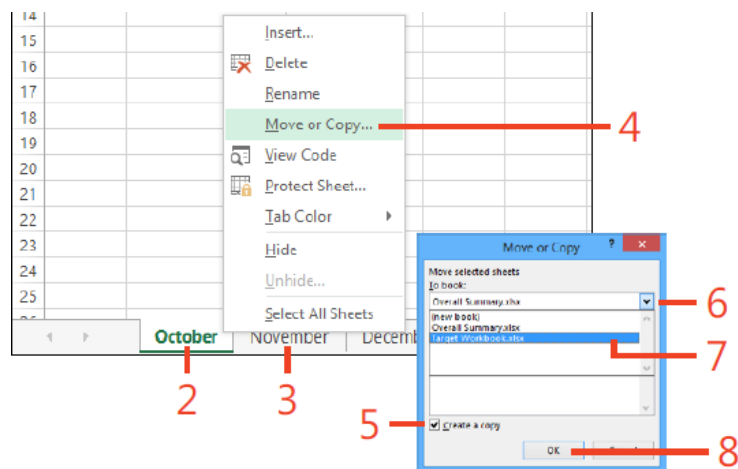 14
15
16
17
18
19
20
21
22
23
24
25
Insert...
Delete
Rename
Move or Copy...
View Code
Protect Sheet...
Tab Color
Hide
Unhide...
Select All Sheets
October
November
4
Move or Copy
?
Move selected sheets
To book:
Overall Summary.xlsx
(new book)
Overall Summary.xlsx
Target Workbook.xlsx
Create a copy
OK
6
7
2
3
5
8